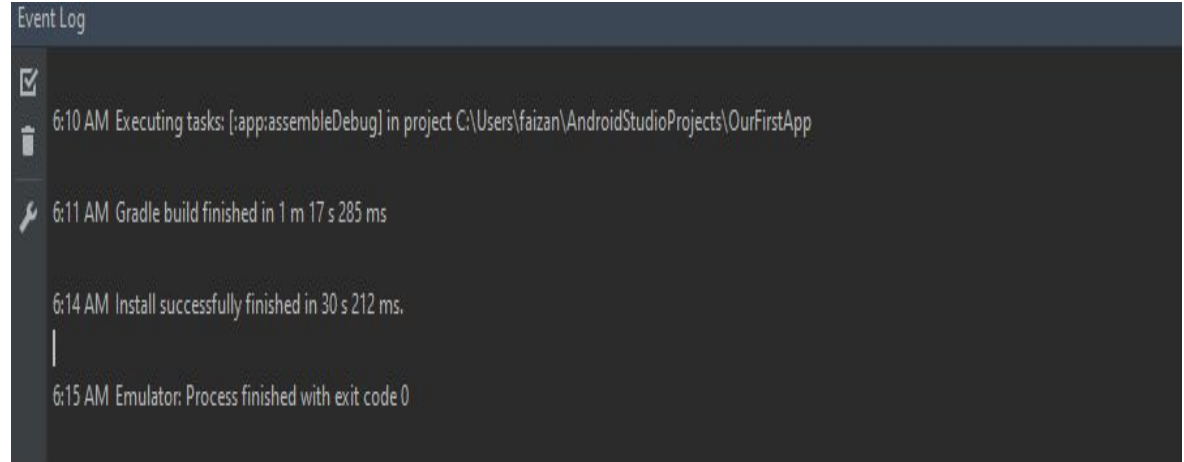 Event Log
6:10 AM Executing tasks: [:app:assembleDebug] in project C:\Users\faizan\AndroidStudioProjects\OurFirstApp
6:11 AM Gradle build finished in 1 m 17 s 285 ms
6:14 AM Install successfully finished in 30 s 212 ms.
6:15 AM Emulator: Process finished with exit code 0